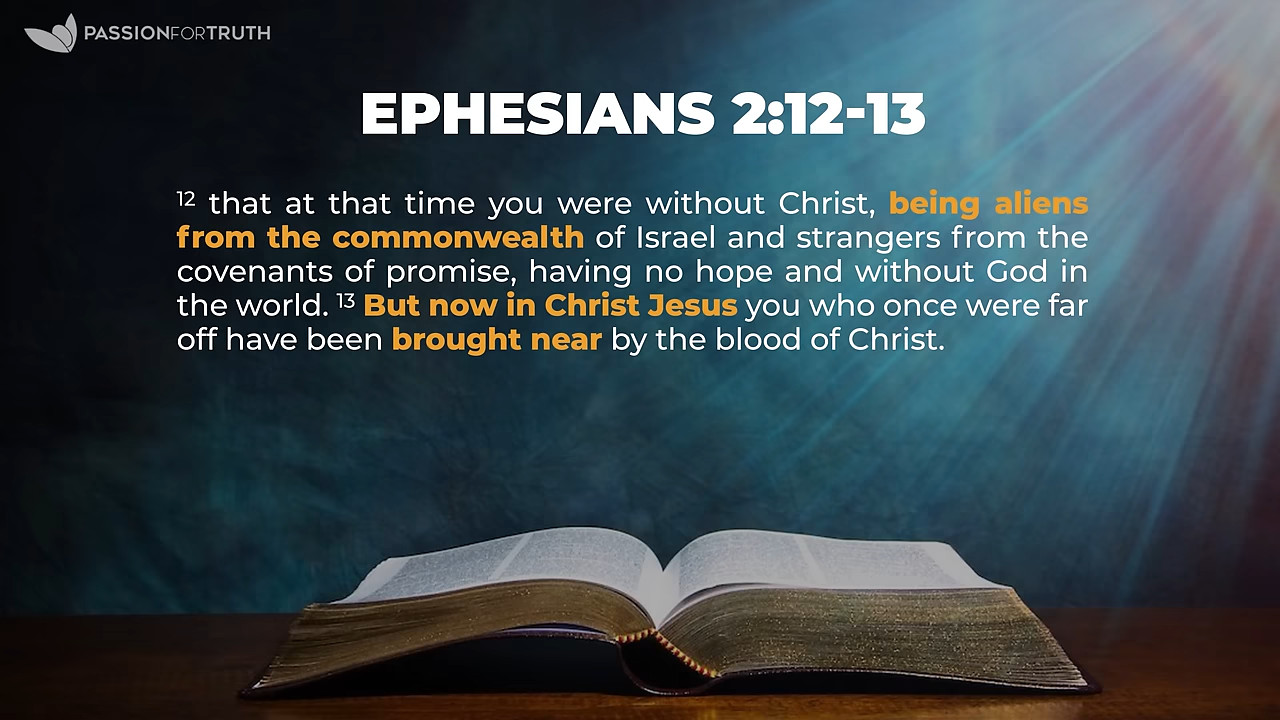 PASSIONFORTRUTH
EPHESIANS 2:12-13
12 that at that time you were without Christ, being aliens
from the commonwealth of Israel and strangers from the
covenants of promise, having no hope and without God in
the world. 13 But now in Christ Jesus you who once were far
off have been brought near by the blood of Christ.